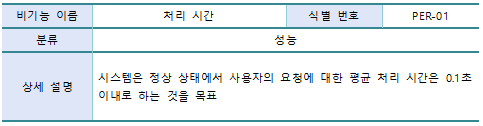 비기능 이름 처리 시간 식별 번호 PER-01
분류 성능
상세 설명 시스템은 정상 상태에서 사용자의 요청에 대한 평균 처리 시간은 0.1초
이내로 하는 것을 목표